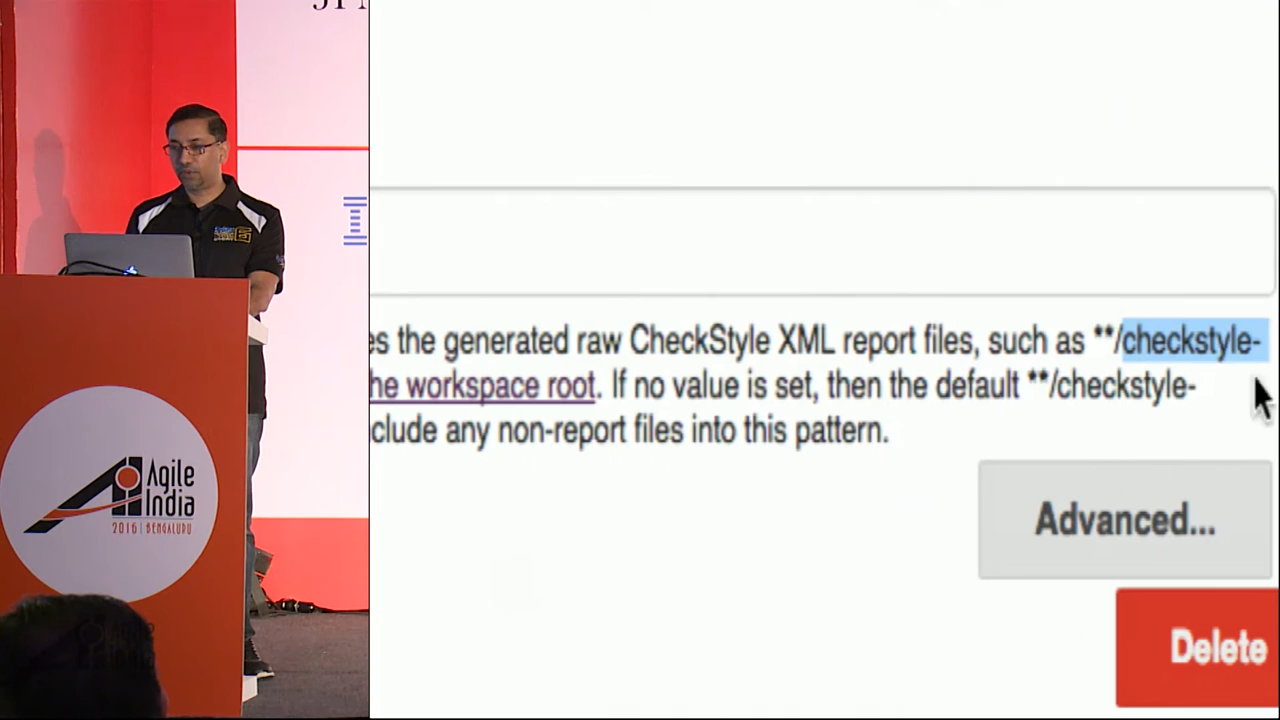 es the generated raw CheckStyle XML report files, such as **/checkstyle-
he workspace root. If no value is set, then the default **/checkstyle-
clude any non-report files into this pattern.
Advanced...
Delete
Agile
India
2016 | BENGALURU